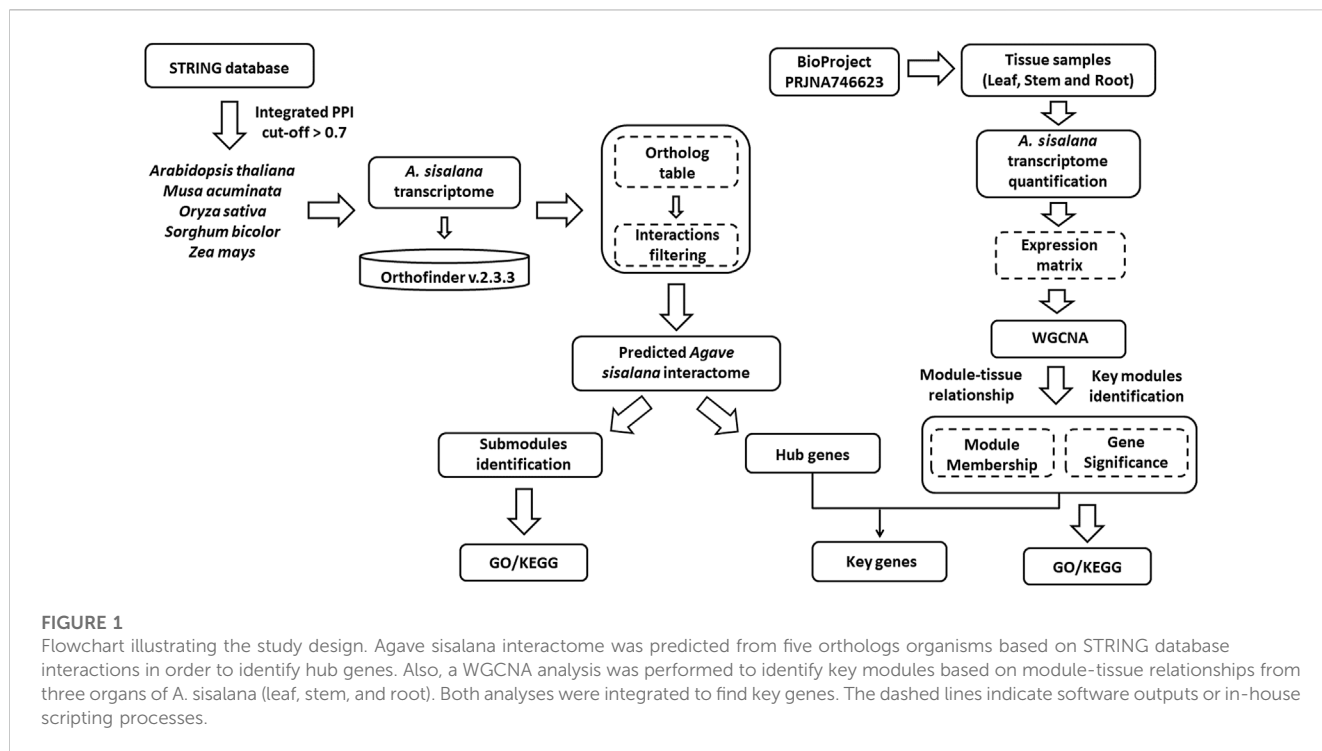 STRING database
Integrated PPI
cut-off > 0.7
Arabidopsis thaliana
Musa acuminata
Oryza sativa
Sorghum bicolor
Zea mays
A. sisalana
transcriptome
Orthofinder v.2.3.3
Ortholog
table
Interactions
filtering
Predicted Agave
sisalana interactome
Submodules
identification
GO/KEGG
Hub genes
Key genes
BioProject
PRJNA746623
Tissue samples
(Leaf, Stem and Root)
A. sisalana
transcriptome
quantification
Expression
matrix
WGCNA
Module-tissue
relationship
Key modules
identification
Module
Membership
Gene
Significance
GO/KEGG
FIGURE 1
Flowchart illustrating the study design. Agave sisalana interactome was predicted from five orthologs organisms based on STRING database
interactions in order to identify hub genes. Also, a WGCNA analysis was performed to identify key modules based on module-tissue relationships from
three organs of A. sisalana (leaf, stem, and root). Both analyses were integrated to find key genes. The dashed lines indicate software outputs or in-house
scripting processes.